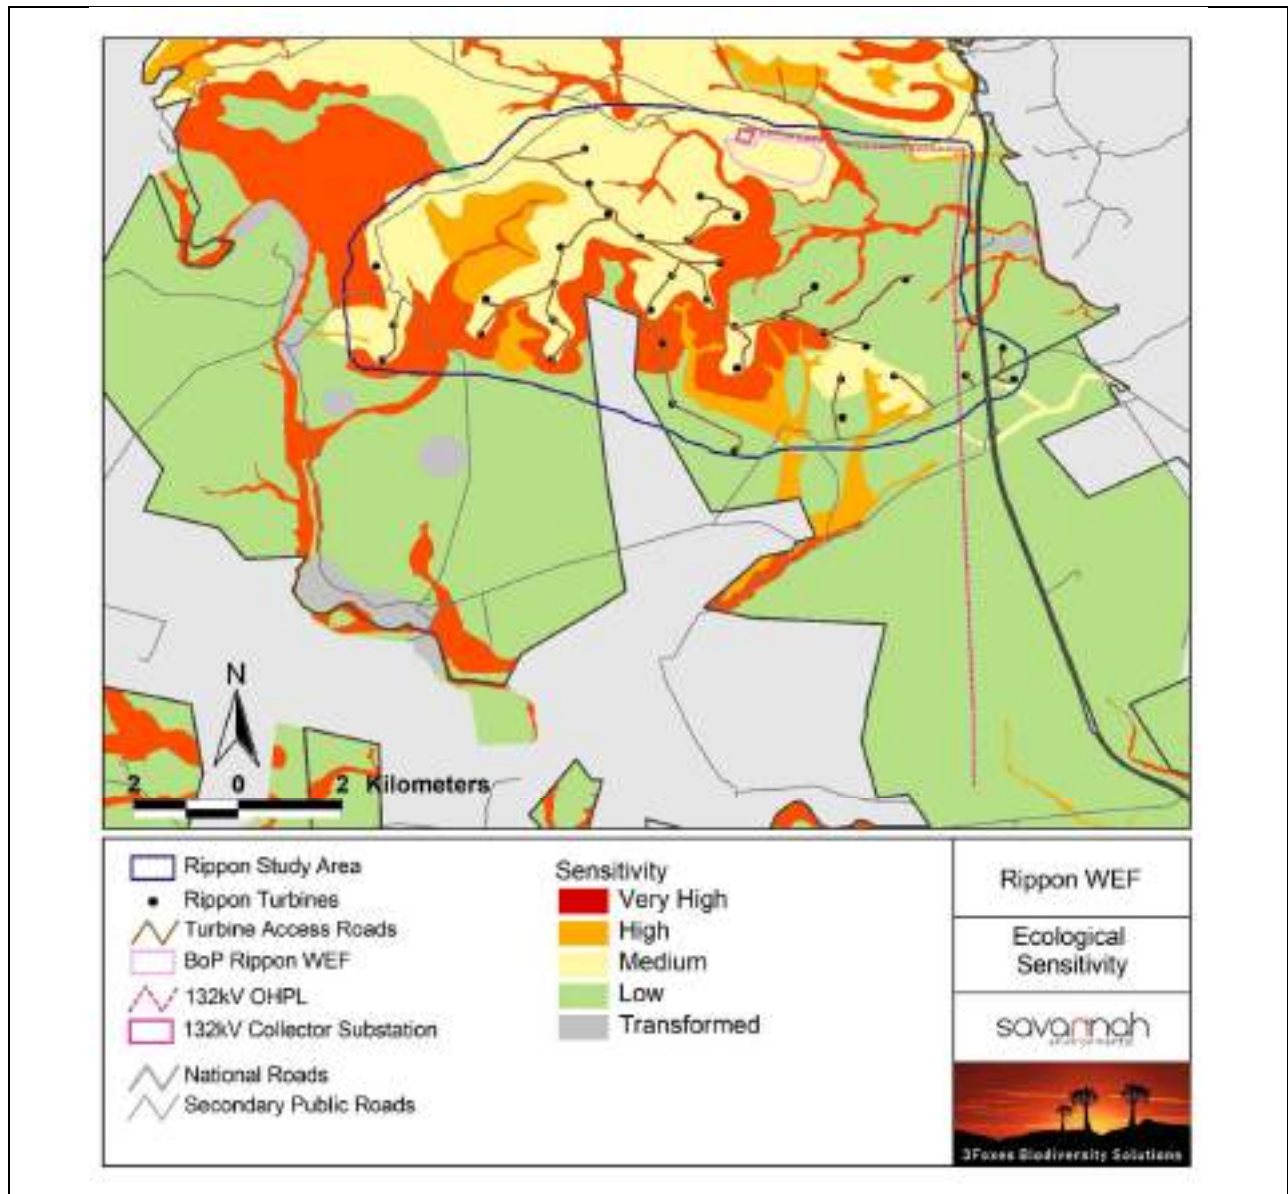 N
2 0 2 Kilometers
Rippon Study Area
Rippon Turbines
Turbine Access Roads
BoP Rippon WEF
132kV OHPL
132kV Collector Substation
National Roads
Secondary Public Roads
Sensitivity
Very High
High
Medium
Low
Transformed
Rippon WEF
Ecological
Sensitivity
savannah
environmental
3Foxes Biodiversity Solutions